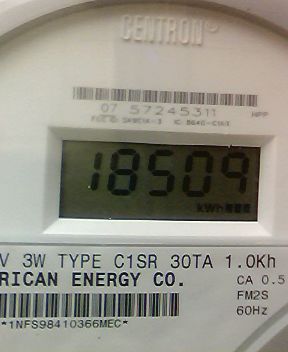 CENTRON®
07 57245311 HPP
18509
kWh
V 3W TYPE C1SR 30TA 1.0Kh
RICAN ENERGY CO. CA 0.5
FM2S
60Hz
*1NFS98410366MEC*